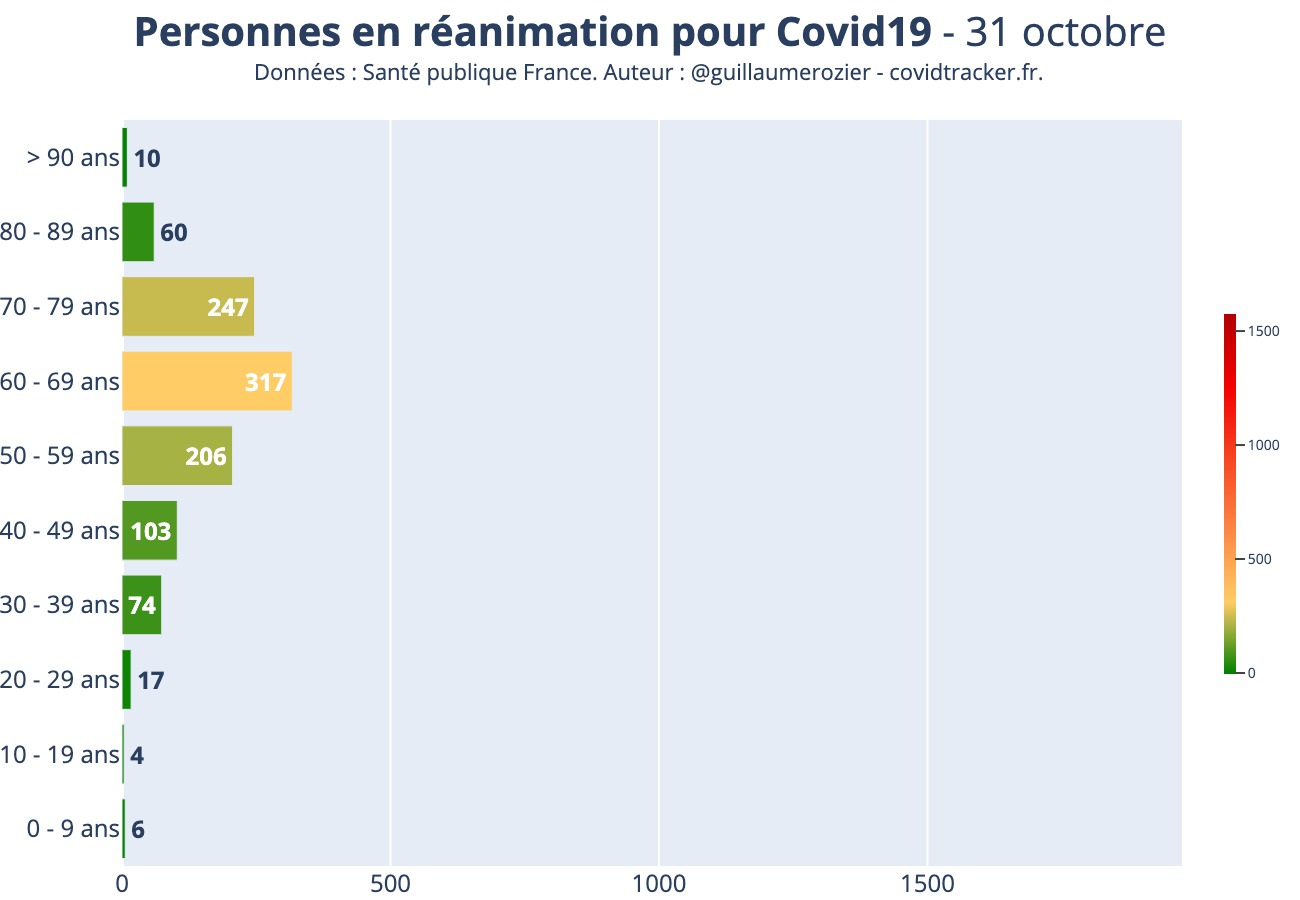 Personnes en réanimation pour Covid19 - 31 octobre
Données : Santé publique France. Auteur : @guillaumerozier - covidtracker.fr.
> 90 ans 10
80 - 89 ans 60
70 - 79 ans 247
60 - 69 ans 317
50 - 59 ans 206
40 - 49 ans 103
30 - 39 ans 74
20 - 29 ans 17
10 - 19 ans 4
0 - 9 ans 6
0 500 1000 1500
1500
1000
500
0